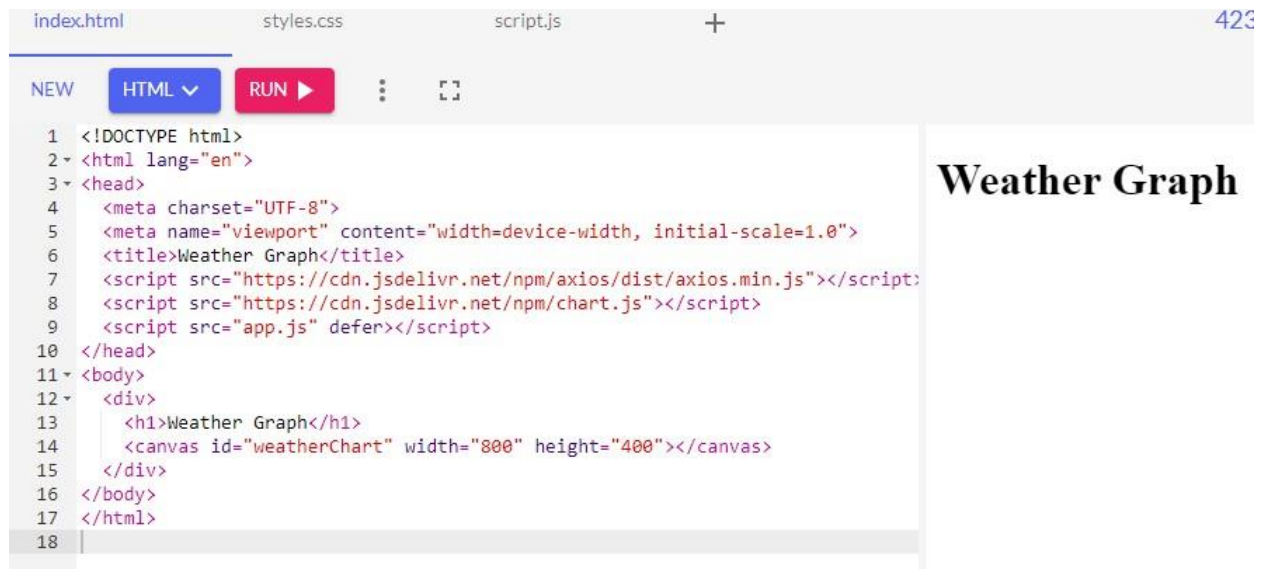 index.html styles.css script.js + 423
NEW HTML RUN
1 <!DOCTYPE html>
2 <html lang="en">
3 <head>
4 <meta charset="UTF-8">
5 <meta name="viewport" content="width=device-width, initial-scale=1.0">
6 <title>Weather Graph</title>
7 <script src="https://cdn.jsdelivr.net/npm/axios/dist/axios.min.js"></script>
8 <script src="https://cdn.jsdelivr.net/npm/chart.js"></script>
9 <script src="app.js" defer></script>
10 </head>
11 <body>
12 <div>
13 <h1>Weather Graph</h1>
14 <canvas id="weatherChart" width="800" height="400"></canvas>
15 </div>
16 </body>
17 </html>
18
Weather Graph